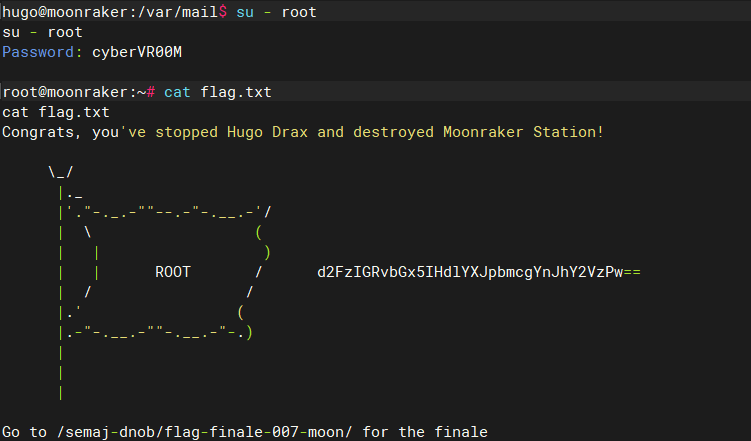 hugo@moonraker:/var/mail$ su - root
su - root
Password: cyberVR00M
root@moonraker:~# cat flag.txt
cat flag.txt
Congrats, you've stopped Hugo Drax and destroyed Moonraker Station!
     \_/
      |._
      |'."-._.-""--.-"-.__.-'/
      |  \                  (
      |   |                  )
      |   |      ROOT       /      d2FzIGRvbGx5IHdlYXJpbmcgYnJhY2VzPw==
      |  /                 /
      |.'                 (
      |.-"-.__.-""-.__.-"-.)
      |
      |
      |
Go to /semaj-dnob/flag-finale-007-moon/ for the finale